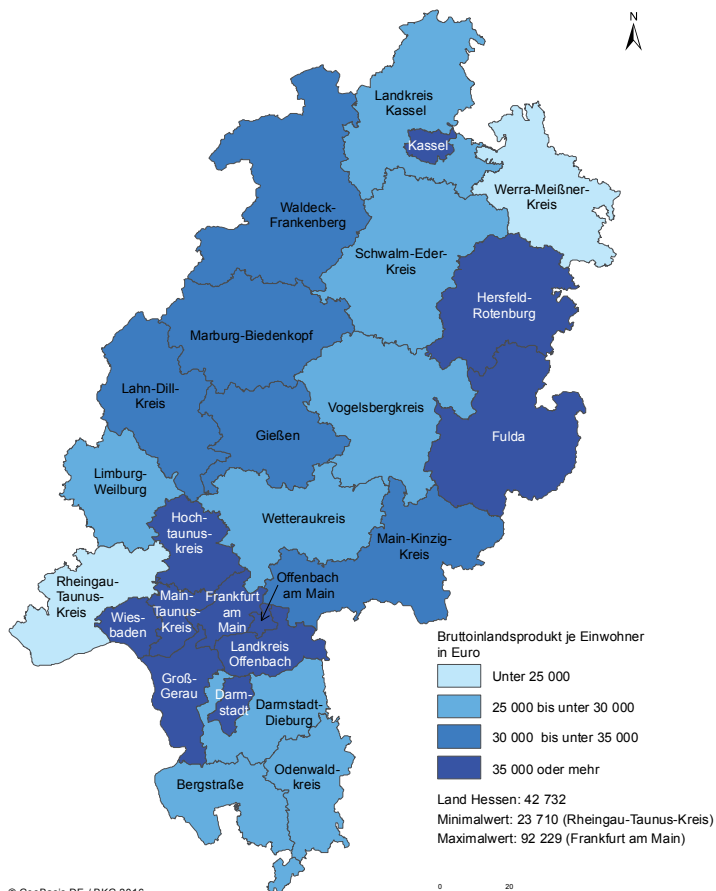 N
Landkreis
Kassel
Kassel
Werra-Meißner-
Kreis
Waldeck-
Frankenberg
Schwalm-Eder-
Kreis
Hersfeld-
Rotenburg
Marburg-Biedenkopf
Lahn-Dill-
Kreis
Vogelsbergkreis
Gießen
Fulda
Limburg-
Weilburg
Hoch-
taunus-
kreis
Wetteraukreis
Main-Kinzig-
Kreis
Rheingau-
Taunus-
Kreis
Offenbach
am Main
Main-
Taunus-
Kreis
Frankfurt
am
Main
Wies-
baden
Landkreis
Offenbach
Groß-
Gerau
Darm-
stadt
Darmstadt-
Dieburg
Bergstraße
Odenwald-
kreis
Bruttoinlandsprodukt je Einwohner
in Euro
Unter 25 000
25 000 bis unter 30 000
30 000 bis unter 35 000
35 000 oder mehr
Land Hessen: 42 732
Minimalwert: 23 710 (Rheingau-Taunus-Kreis)
Maximalwert: 92 229 (Frankfurt am Main)
0 20